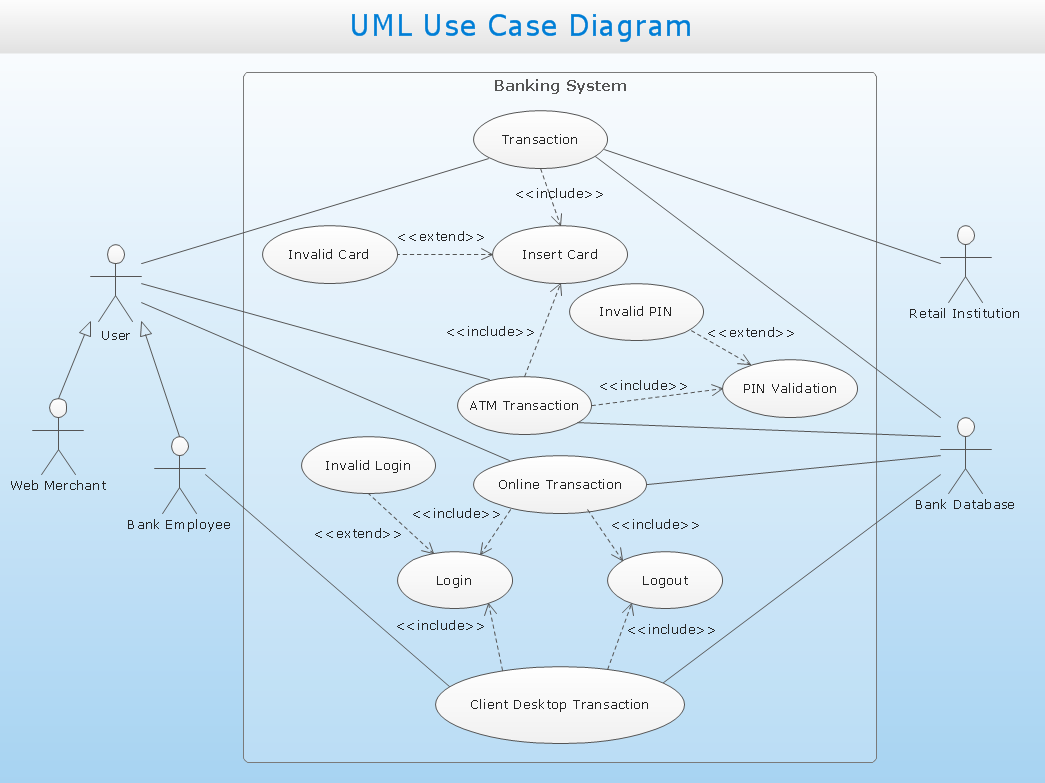 UML Use Case Diagram
Banking System
Transaction
<<include>>
<<extend>>
Invalid Card
Insert Card
Invalid PIN
Retail Institution
<<include>>
<<extend>>
User
<<include>>
PIN Validation
ATM Transaction
Invalid Login
Online Transaction
Web Merchant
Bank Database
<<include>>
Bank Employee
<<include>>
<<extend>>
Login
Logout
<<include>>
<<include>>
Client Desktop Transaction